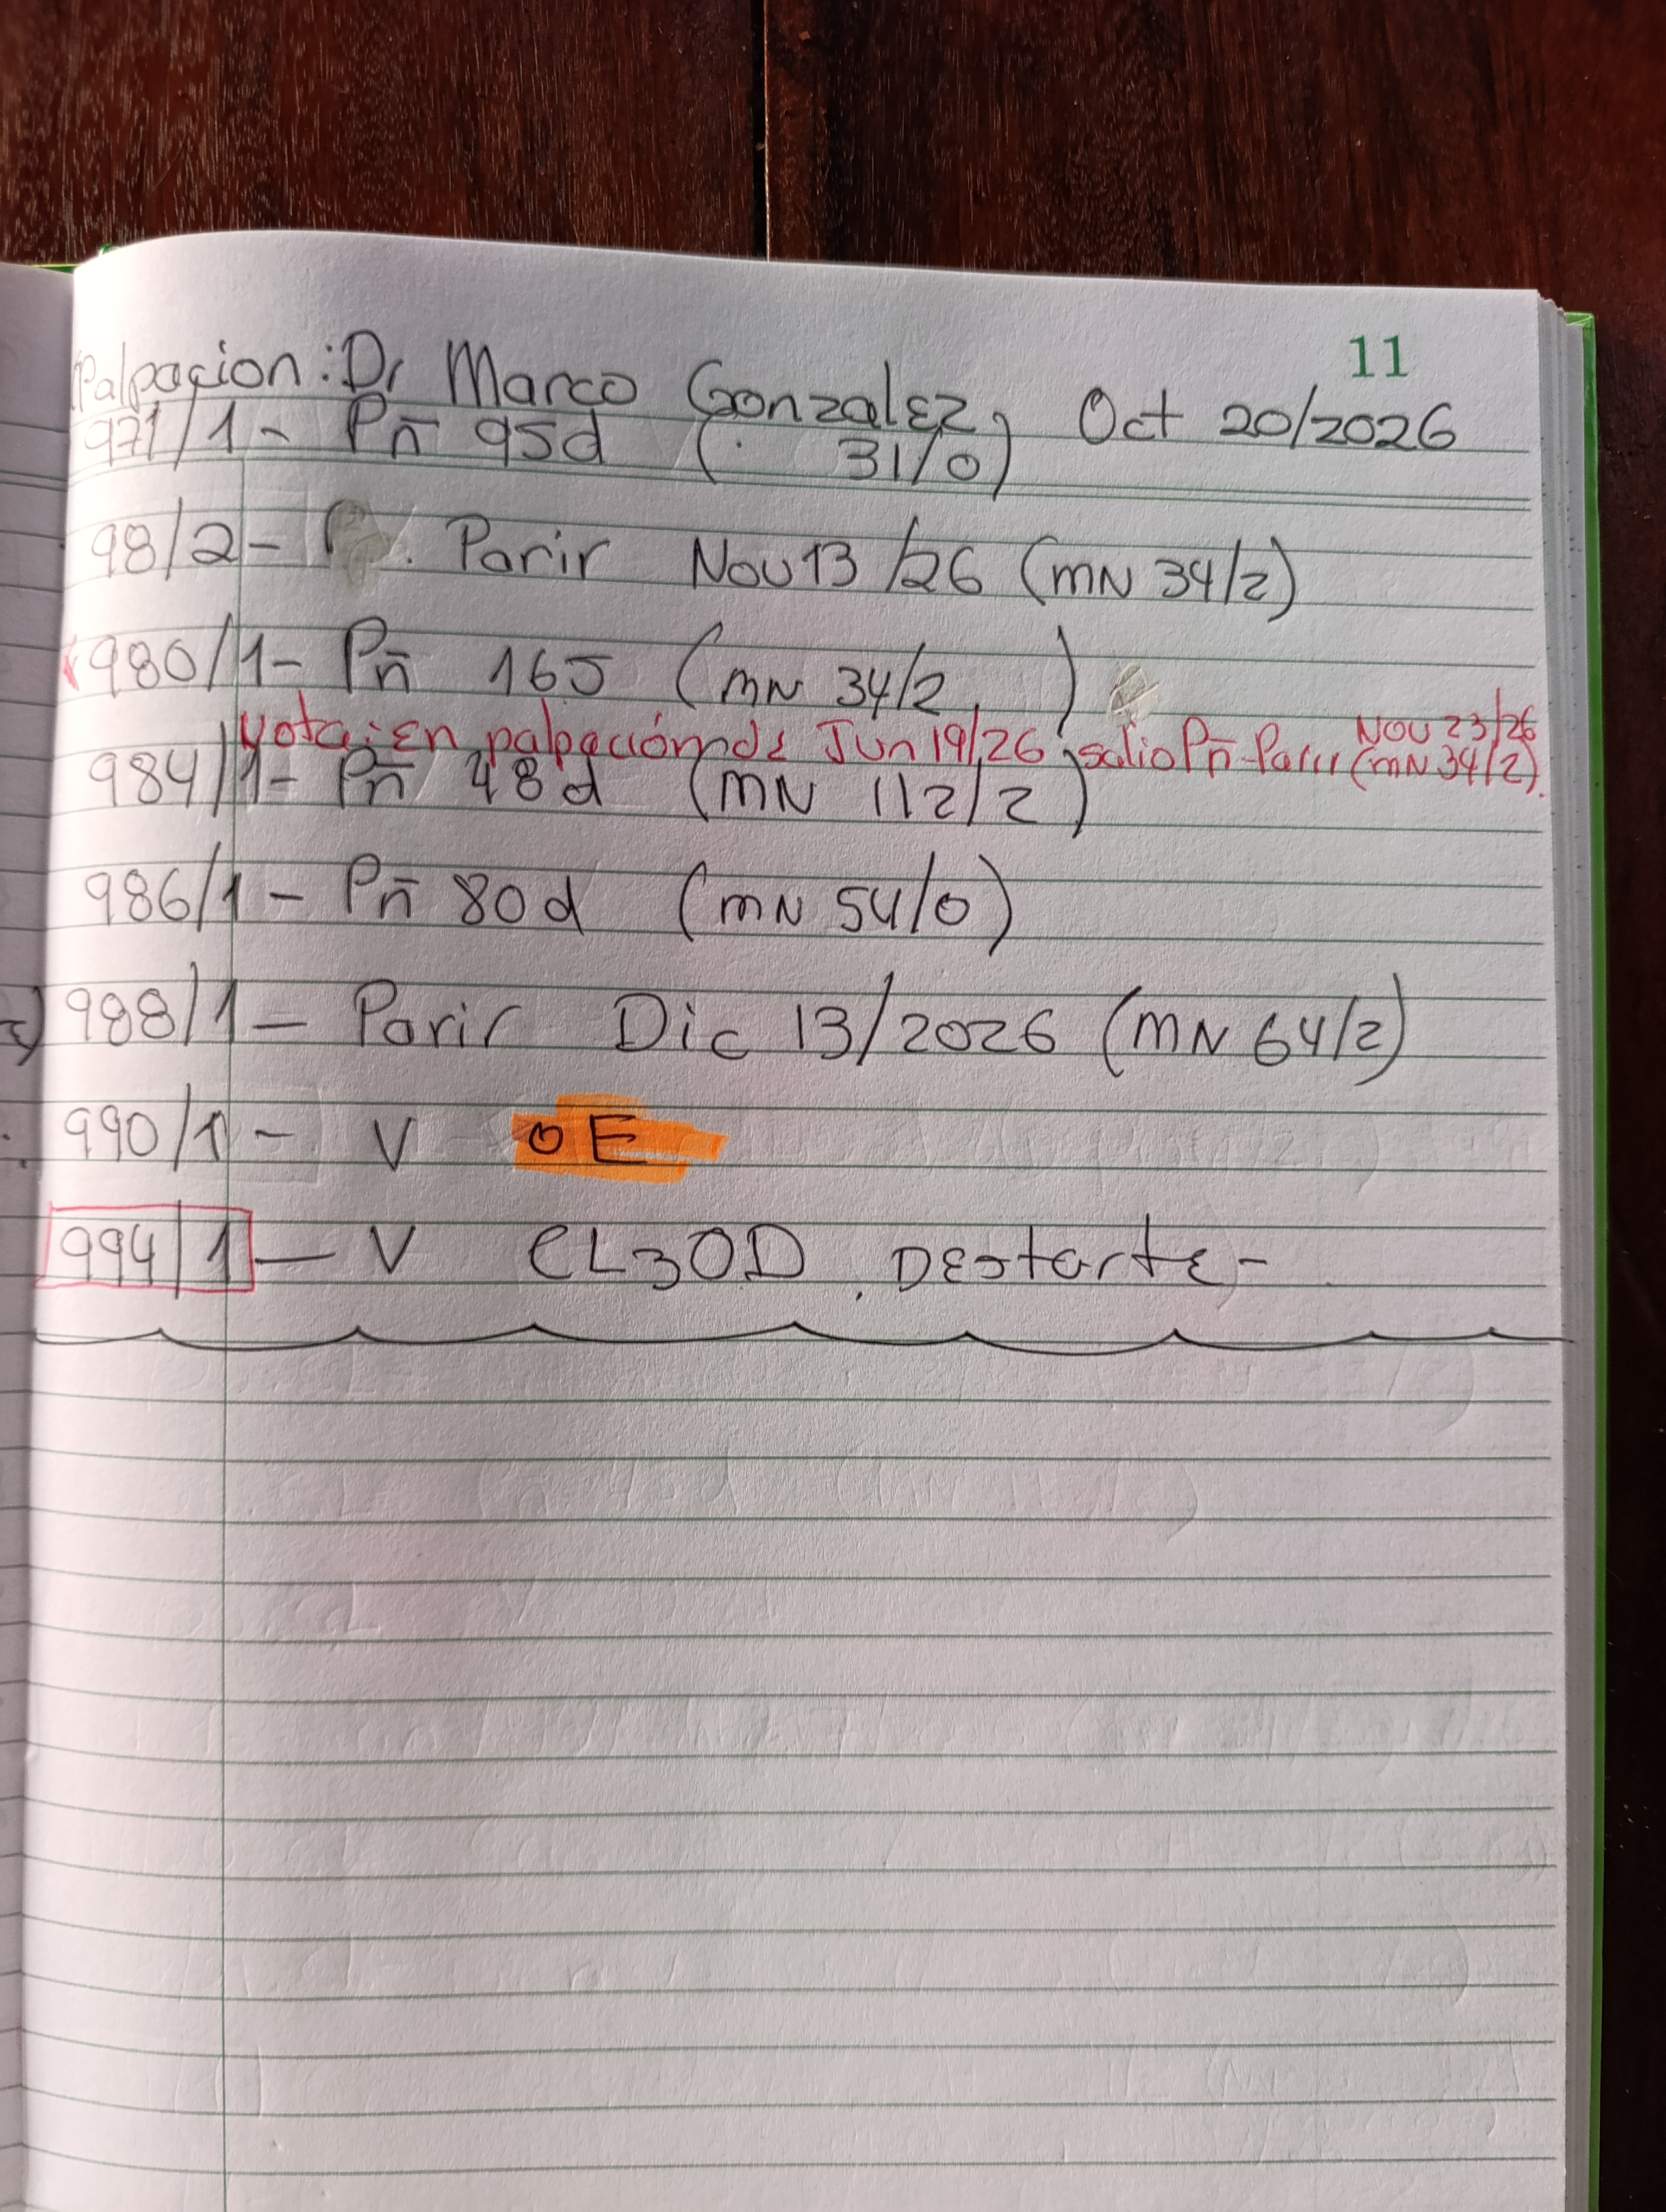 11
Palpacion: Dr Marco Gonzalez, Oct 20/2026
971/1 - Pñ 95d ( 31/0)
98/2 - Parir Nov 13/26 (mN 34/2)
980/1 - Pñ 165 (mN 34/2 )
Nota: En palpación de Jun 19/26, salio Pñ - Parir Nov 23/26 (mN 34/2).
984/1 - Pñ 48d (mN 112/2)
986/1 - Pñ 80d (mN 54/0)
988/1 - Parir Dic 13/2026 (mN 64/2)
990/1 - V OE
994/1 - V CL3OD. DEstartE -